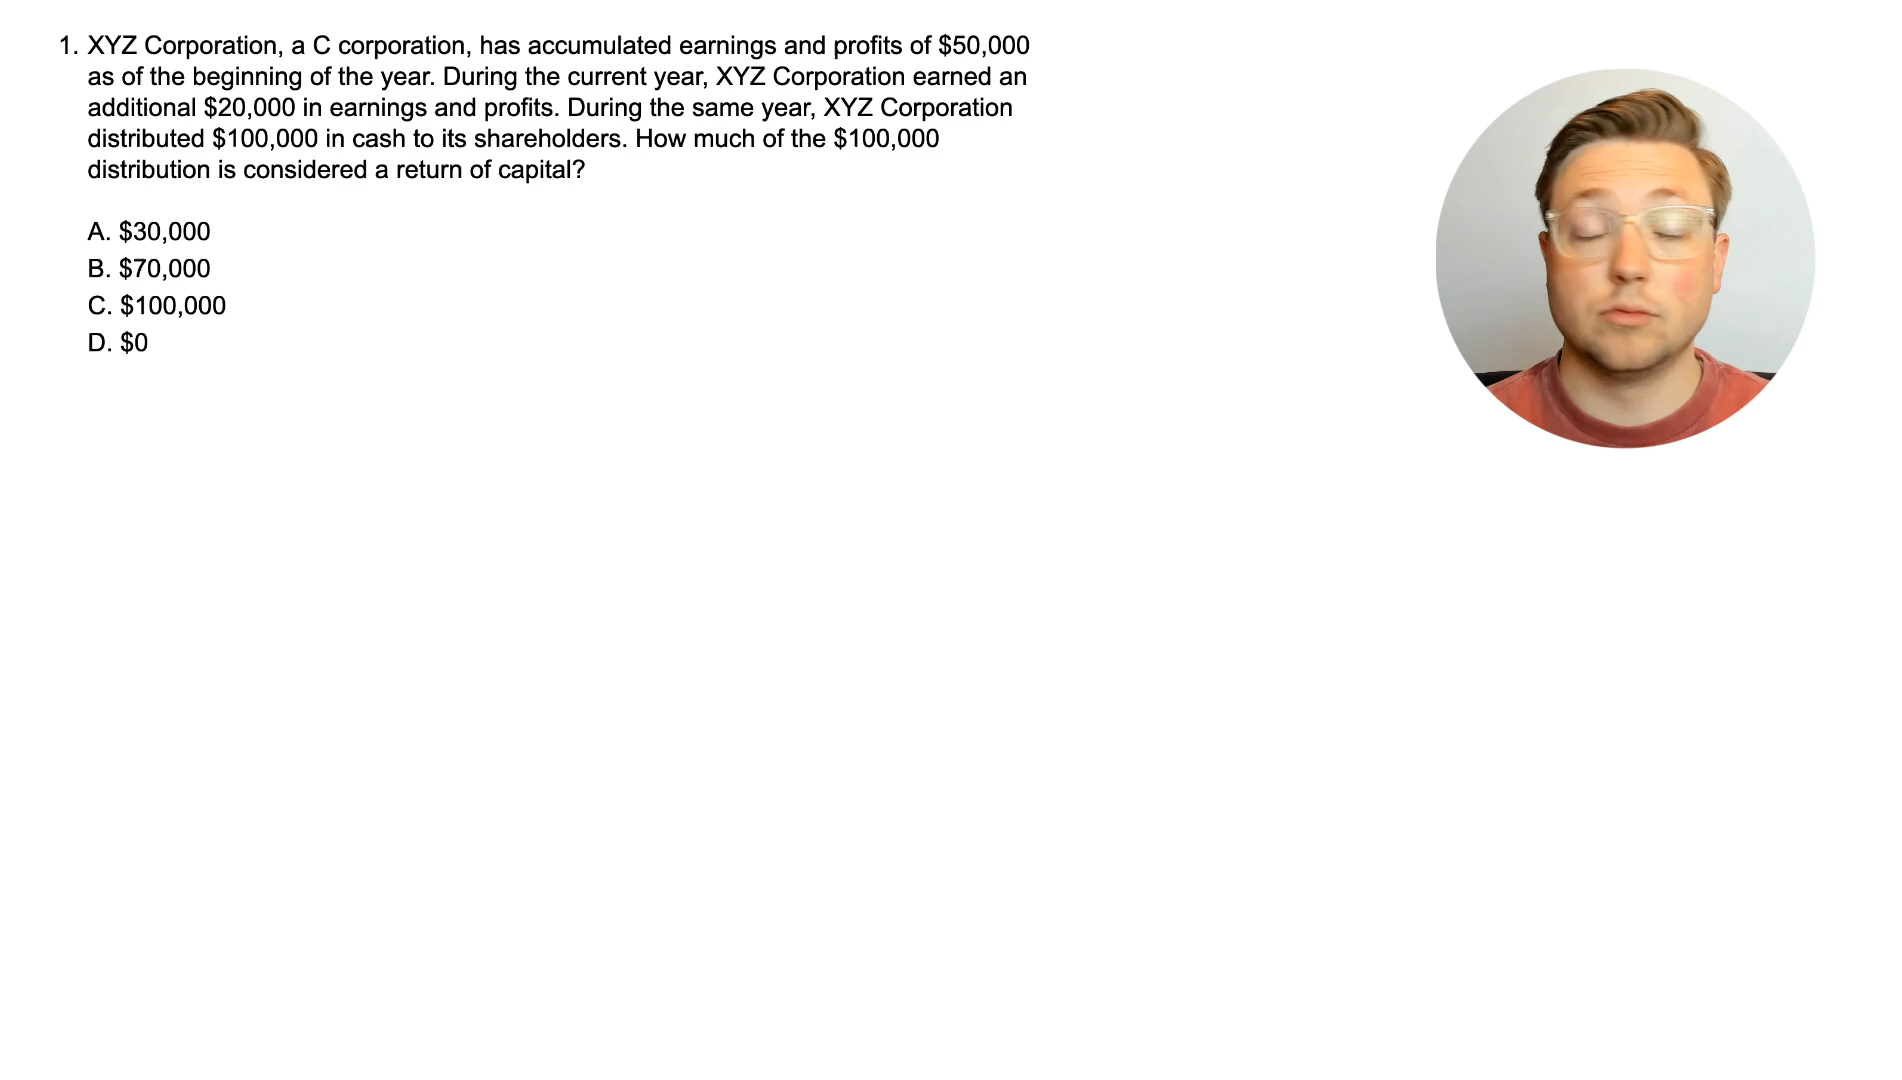 1. XYZ Corporation, a C corporation, has accumulated earnings and profits of $50,000
as of the beginning of the year. During the current year, XYZ Corporation earned an
additional $20,000 in earnings and profits. During the same year, XYZ Corporation
distributed $100,000 in cash to its shareholders. How much of the $100,000
distribution is considered a return of capital?
A. $30,000
B. $70,000
C. $100,000
D. $0